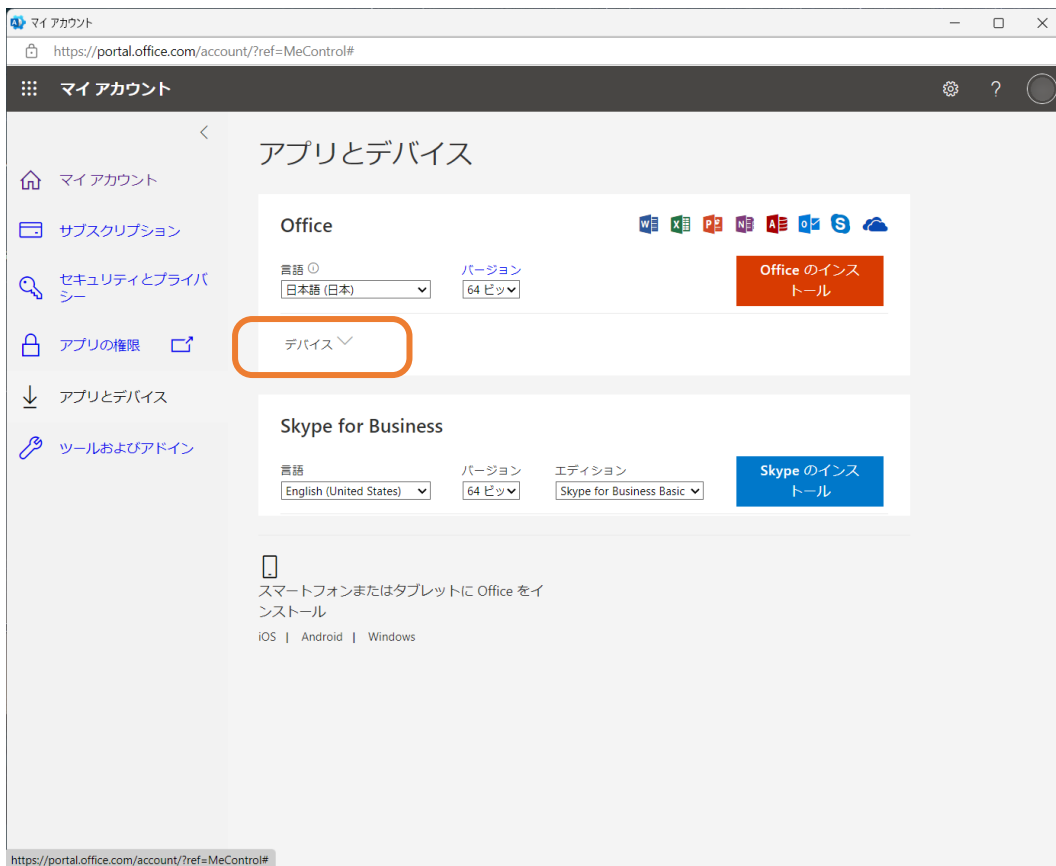 マイ アカウント
https://portal.office.com/account/?ref=MeControl#
マイ アカウント
?
マイ アカウント
サブスクリプション
セキュリティとプライバ
シー
アプリの権限
アプリとデバイス
ツールおよびアドイン
アプリとデバイス
Office
言語
バージョン
日本語 (日本)
64 ビッ
Office のインス
トール
デバイス
Skype for Business
言語
バージョン
エディション
English (United States)
64 ビッ
Skype for Business Basic
Skype のインス
トール
スマートフォンまたはタブレットに Office をイ
ンストール
iOS | Android | Windows
https://portal.office.com/account/?ref=MeControl#